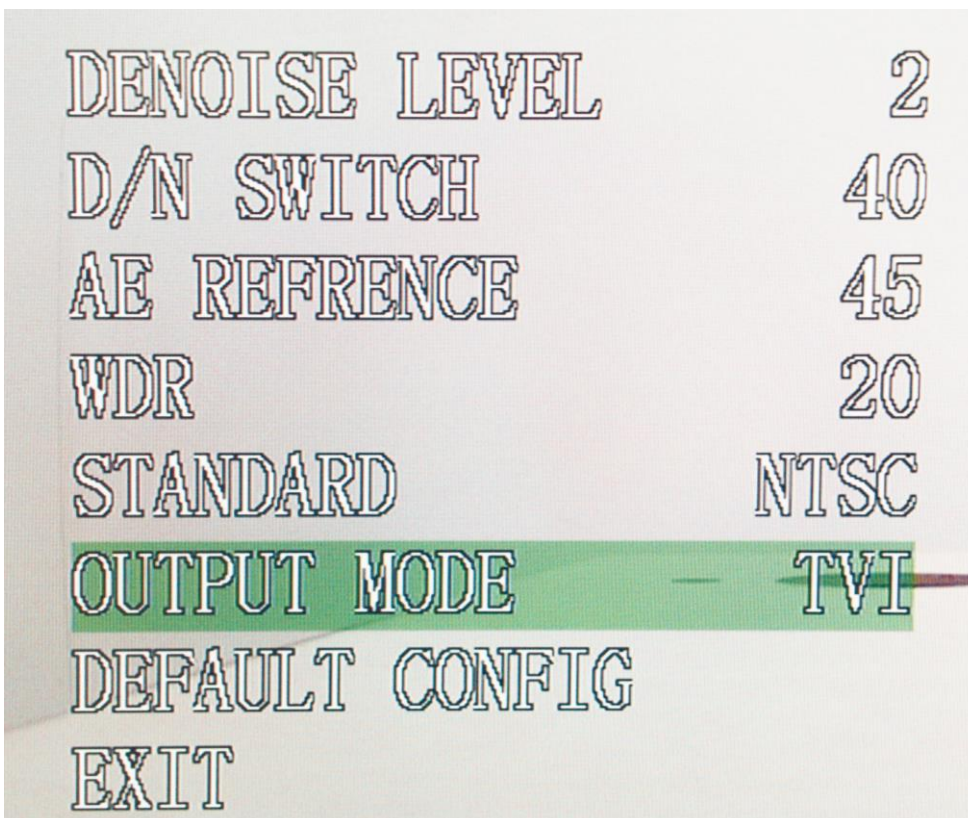 DENOISE LEVEL 2
D/N SWITCH 40
AE REFRENCE 45
WDR 20
STANDARD NTSC
OUTPUT MODE TVI
DEFAULT CONFIG
EXIT